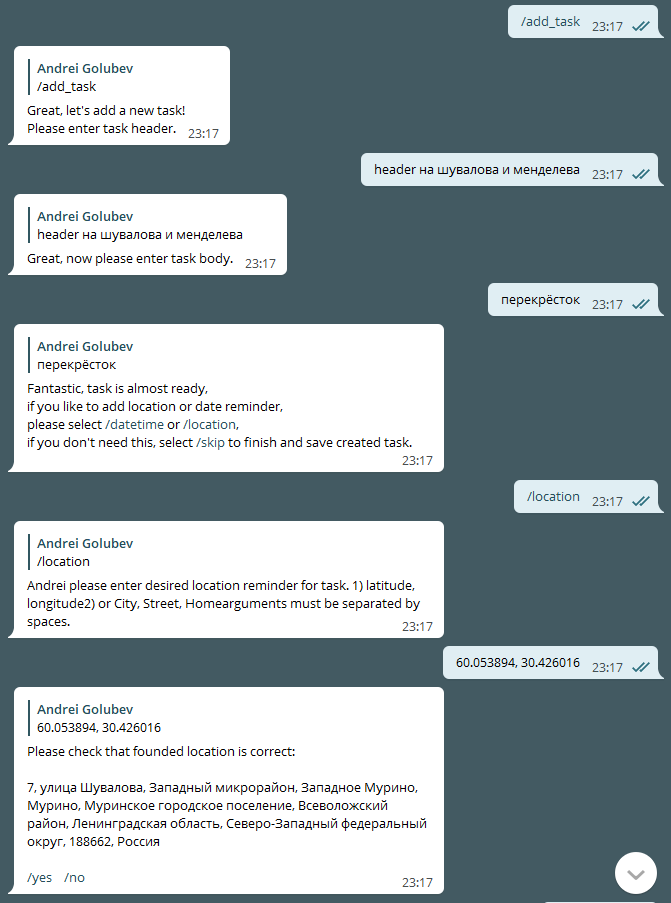 /add_task 23:17
Andrei Golubev
/add_task
Great, let's add a new task!
Please enter task header. 23:17
header на шувалова и менделева 23:17
Andrei Golubev
header на шувалова и менделева
Great, now please enter task body. 23:17
перекрёсток 23:17
Andrei Golubev
перекрёсток
Fantastic, task is almost ready,
if you like to add location or date reminder,
please select /datetime or /location,
if you don't need this, select /skip to finish and save created task.
23:17
/location 23:17
Andrei Golubev
/location
Andrei please enter desired location reminder for task. 1) latitude,
longitude2) or City, Street, Homearguments must be separated by
spaces. 23:17
60.053894, 30.426016 23:17
Andrei Golubev
60.053894, 30.426016
Please check that founded location is correct:
7, улица Шувалова, Западный микрорайон, Западное Мурино,
Мурино, Муринское городское поселение, Всеволожский
район, Ленинградская область, Северо-Западный федеральный
округ, 188662, Россия
/yes /no 23:17